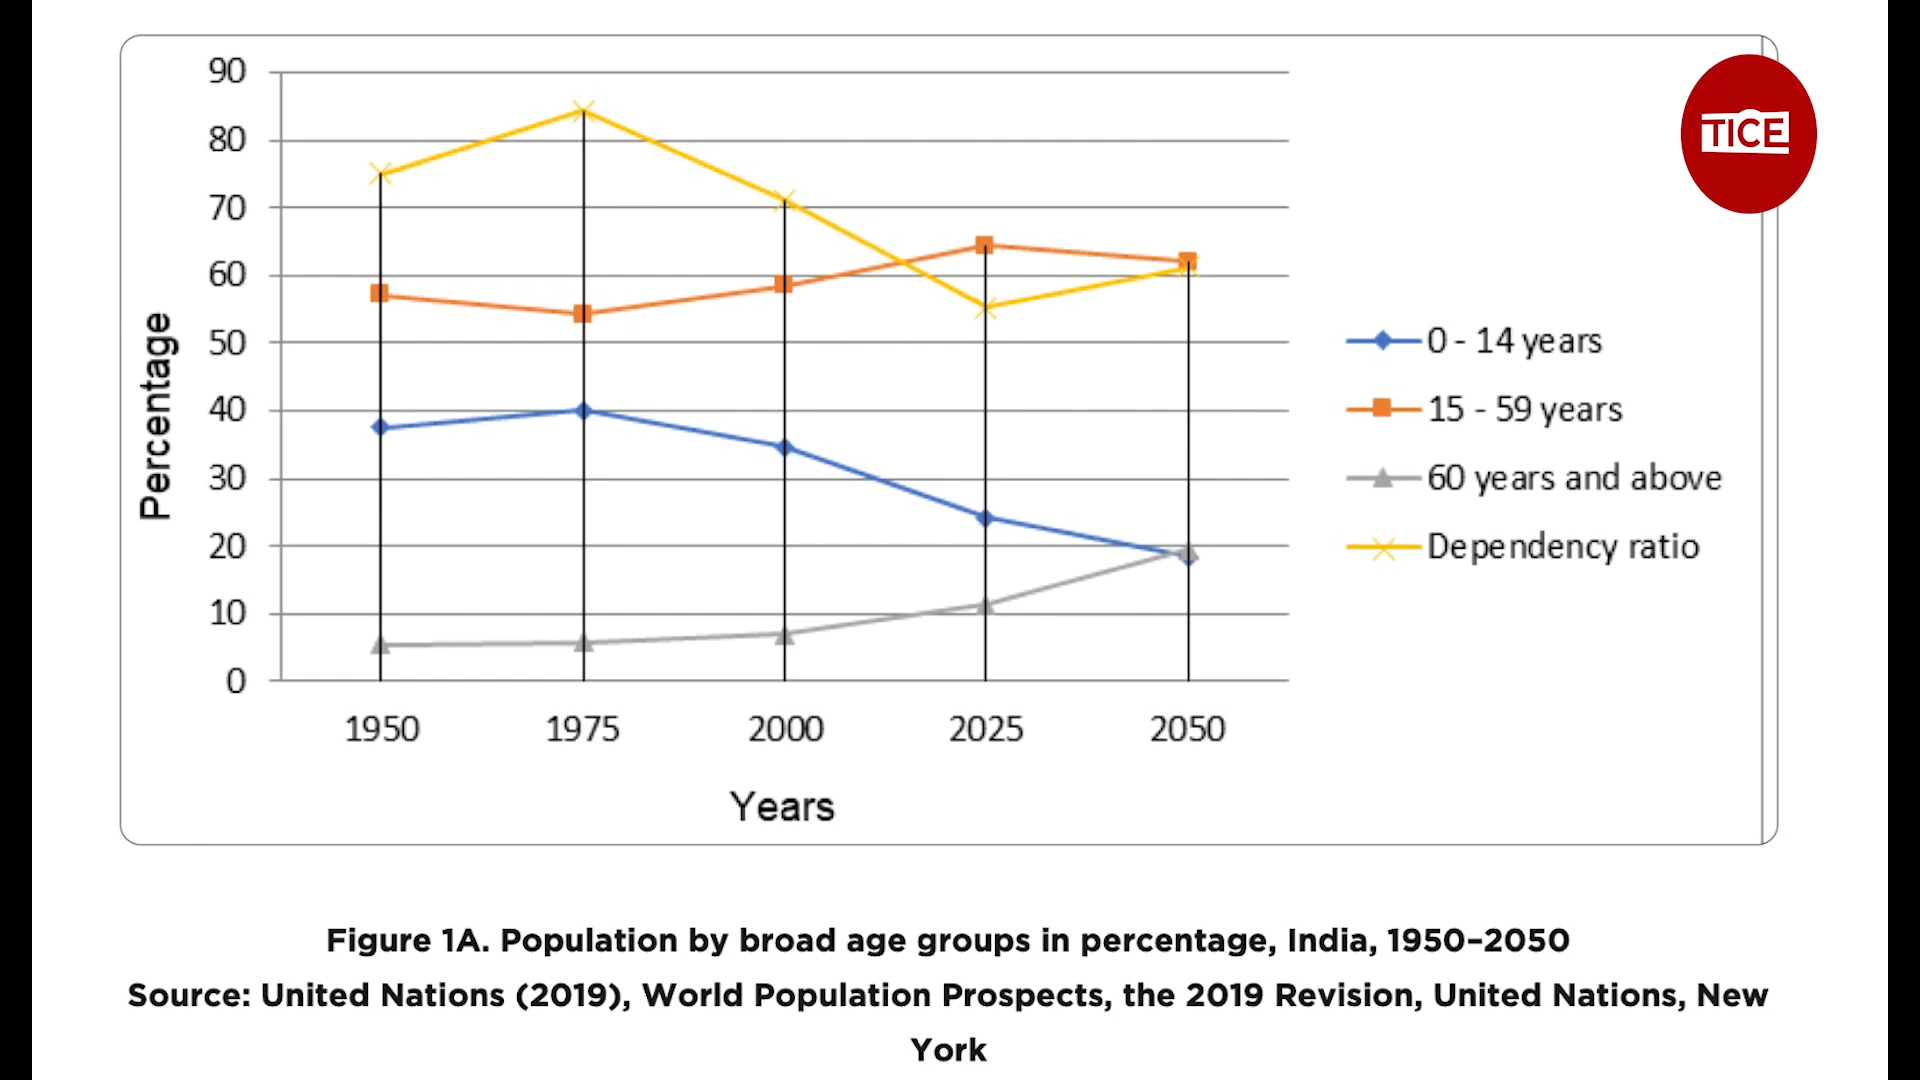 90
80
70
60
50
40
30
20
10
0
Percentage
1950 1975 2000 2025 2050
Years
0 - 14 years
15 - 59 years
60 years and above
Dependency ratio
TICE
Figure 1A. Population by broad age groups in percentage, India, 1950–2050
Source: United Nations (2019), World Population Prospects, the 2019 Revision, United Nations, New
York